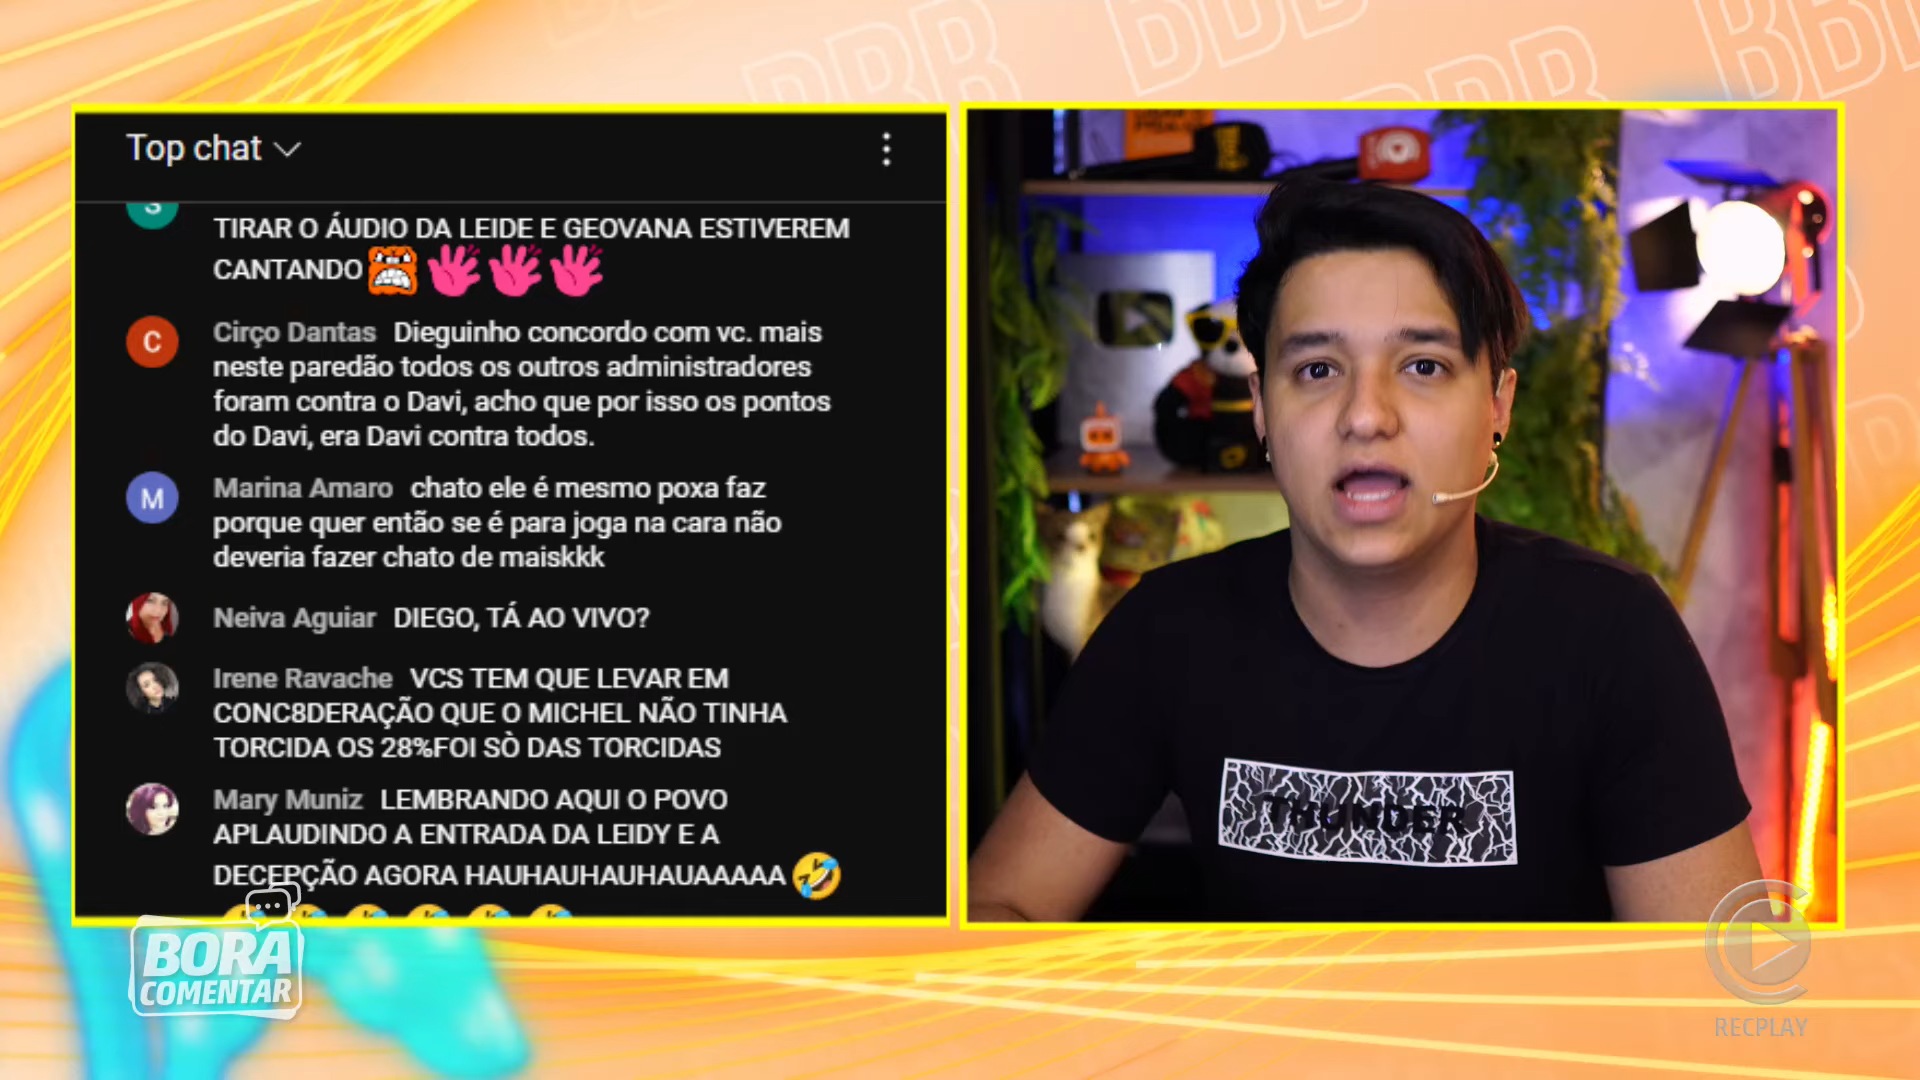 BBB BBB BBB BBB
Top chat
S
TIRAR O ÁUDIO DA LEIDE E GEOVANA ESTIVEREM
CANTANDO
C
Cirço Dantas Dieguinho concordo com vc. mais
neste paredão todos os outros administradores
foram contra o Davi, acho que por isso os pontos
do Davi, era Davi contra todos.
M
Marina Amaro chato ele é mesmo poxa faz
porque quer então se é para joga na cara não
deveria fazer chato de maiskkk
Neiva Aguiar DIEGO, TÁ AO VIVO?
Irene Ravache VCS TEM QUE LEVAR EM
CONC8DERAÇÃO QUE O MICHEL NÃO TINHA
TORCIDA OS 28%FOI SÒ DAS TORCIDAS
Mary Muniz LEMBRANDO AQUI O POVO
APLAUDINDO A ENTRADA DA LEIDY E A
DECEPÇÃO AGORA HAUHAUHAUHAUAAAAA
THUNDER
BORA
COMENTAR
RECPLAY